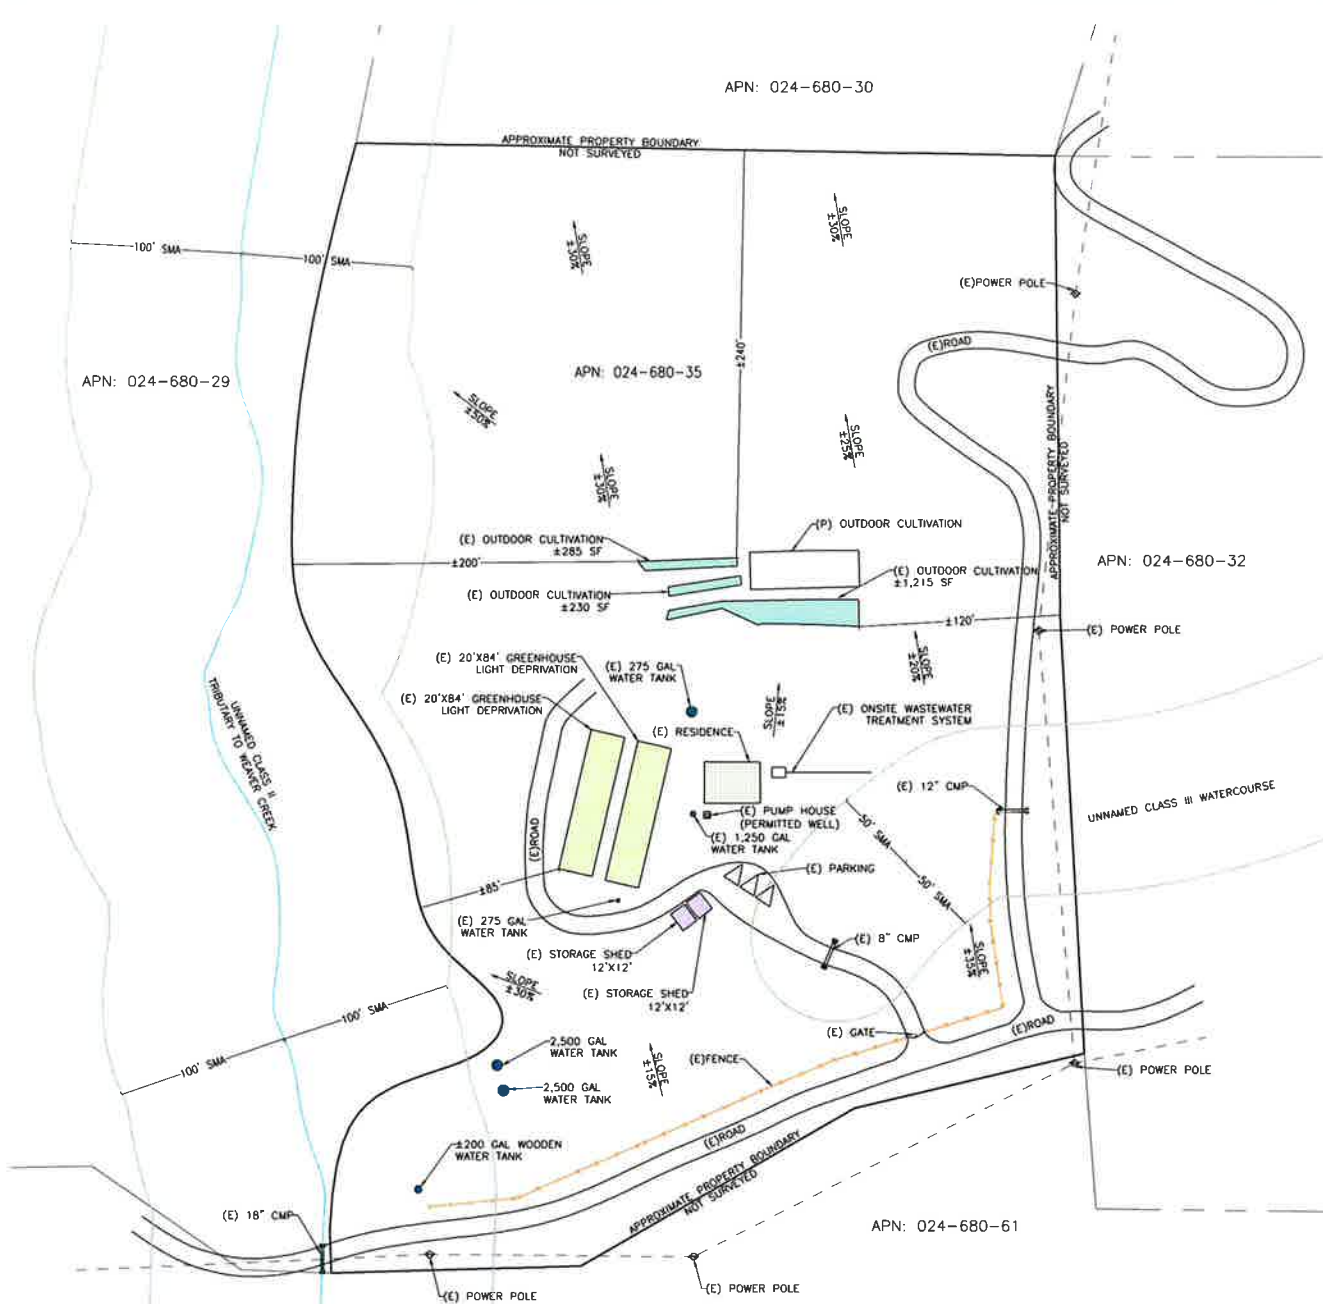 APN: 024-680-30
APPROXIMATE PROPERTY BOUNDARY
NOT SURVEYED
SLOPE
±30%
SLOPE
±30%
100' SMA
100' SMA
(E)POWER POLE
(E)ROAD
±240'
APN: 024-680-29
APN: 024-680-35
SLOPE
±50%
SLOPE
±25%
SLOPE
±30%
APPROXIMATE PROPERTY BOUNDARY
NOT SURVEYED
(P) OUTDOOR CULTIVATION
(E) OUTDOOR CULTIVATION
±285 SF
±200'
APN: 024-680-32
(E) OUTDOOR CULTIVATION
±1,215 SF
(E) OUTDOOR CULTIVATION
±230 SF
±120'
(E) POWER POLE
SLOPE
±20%
(E) 20'X84' GREENHOUSE
LIGHT DEPRIVATION
(E) 275 GAL
WATER TANK
(E) 20'X84' GREENHOUSE
LIGHT DEPRIVATION
SLOPE
±15%
(E) ONSITE WASTEWATER
TREATMENT SYSTEM
(E) RESIDENCE
UNNAMED CLASS II
TRIBUTARY TO WEAVER CREEK
(E) 12" CMP
UNNAMED CLASS III WATERCOURSE
(E) PUMP HOUSE
(PERMITTED WELL)
(E) 1,250 GAL
WATER TANK
50' SMA
50' SMA
(E)ROAD
(E) PARKING
±85'
(E) 275 GAL
WATER TANK
(E) 8" CMP
(E) STORAGE SHED
12'X12'
SLOPE
±35%
SLOPE
±30%
(E) STORAGE SHED
12'X12'
100' SMA
100' SMA
(E) GATE
(E)ROAD
2,500 GAL
WATER TANK
SLOPE
±15%
(E)FENCE
(E) POWER POLE
2,500 GAL
WATER TANK
±200 GAL WOODEN
WATER TANK
(E)ROAD
APPROXIMATE PROPERTY BOUNDARY
NOT SURVEYED
(E) 18" CMP
APN: 024-680-61
(E) POWER POLE
(E) POWER POLE